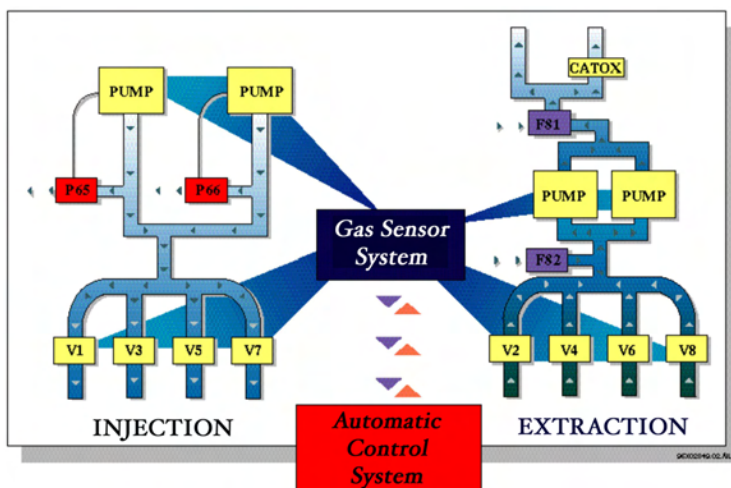 PUMP
PUMP
P65
P66
V1
V3
V5
V7
INJECTION
Gas Sensor
System
Automatic
Control
System
CATOX
F81
PUMP
PUMP
F82
V2
V4
V6
V8
EXTRACTION